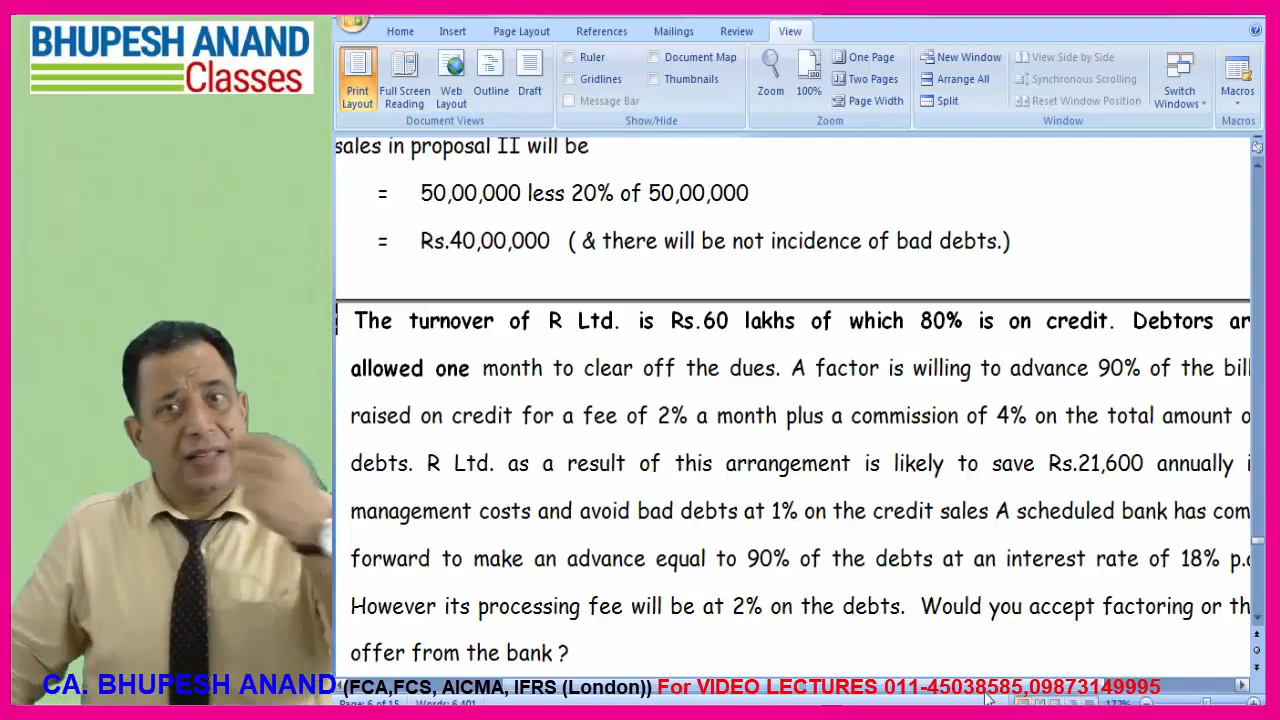 BHUPESH ANAND
Classes
Home Insert Page Layout References Mailings Review View
Print Layout
Full Screen Reading
Web Layout
Outline
Draft
Document Views
Ruler
Gridlines
Message Bar
Document Map
Thumbnails
Show/Hide
Zoom
100%
One Page
Two Pages
Page Width
Zoom
New Window
Arrange All
Split
View Side by Side
Synchronous Scrolling
Reset Window Position
Switch Windows
Window
Macros
Macros
sales in proposal II will be
= 50,00,000 less 20% of 50,00,000
= Rs.40,00,000 ( & there will be not incidence of bad debts.)
The turnover of R Ltd. is Rs.60 lakhs of which 80% is on credit. Debtors ar
allowed one month to clear off the dues. A factor is willing to advance 90% of the bill
raised on credit for a fee of 2% a month plus a commission of 4% on the total amount o
debts. R Ltd. as a result of this arrangement is likely to save Rs.21,600 annually i
management costs and avoid bad debts at 1% on the credit sales A scheduled bank has com
forward to make an advance equal to 90% of the debts at an interest rate of 18% p.
However its processing fee will be at 2% on the debts. Would you accept factoring or th
offer from the bank ?
CA. BHUPESH ANAND (FCA,FCS, AICMA, IFRS (London)) For VIDEO LECTURES 011-45038585,09873149995
Page: 6 of 15 Words: 6,401 172%